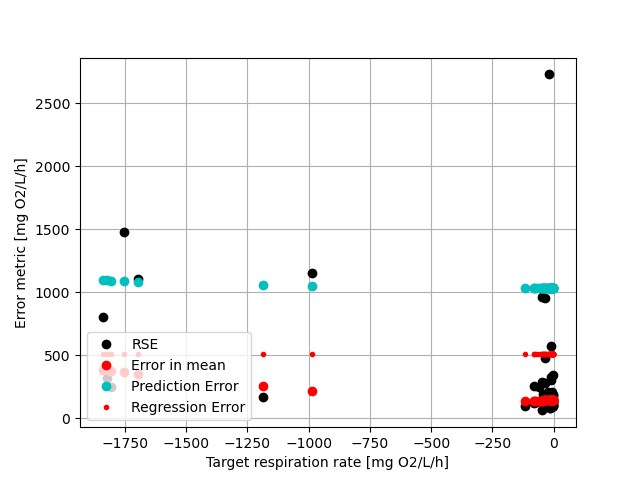 2500
2000
1500
1000
500
0
Error metric [mg O2/L/h]
RSE
Error in mean
Prediction Error
Regression Error
−1750
−1500
−1250
−1000
−750
−500
−250
0
Target respiration rate [mg O2/L/h]